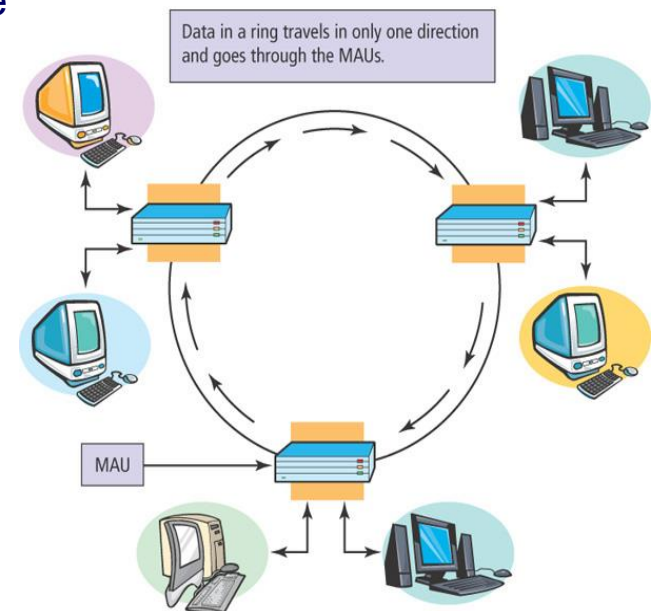 Data in a ring travels in only one direction
and goes through the MAUs.
MAU